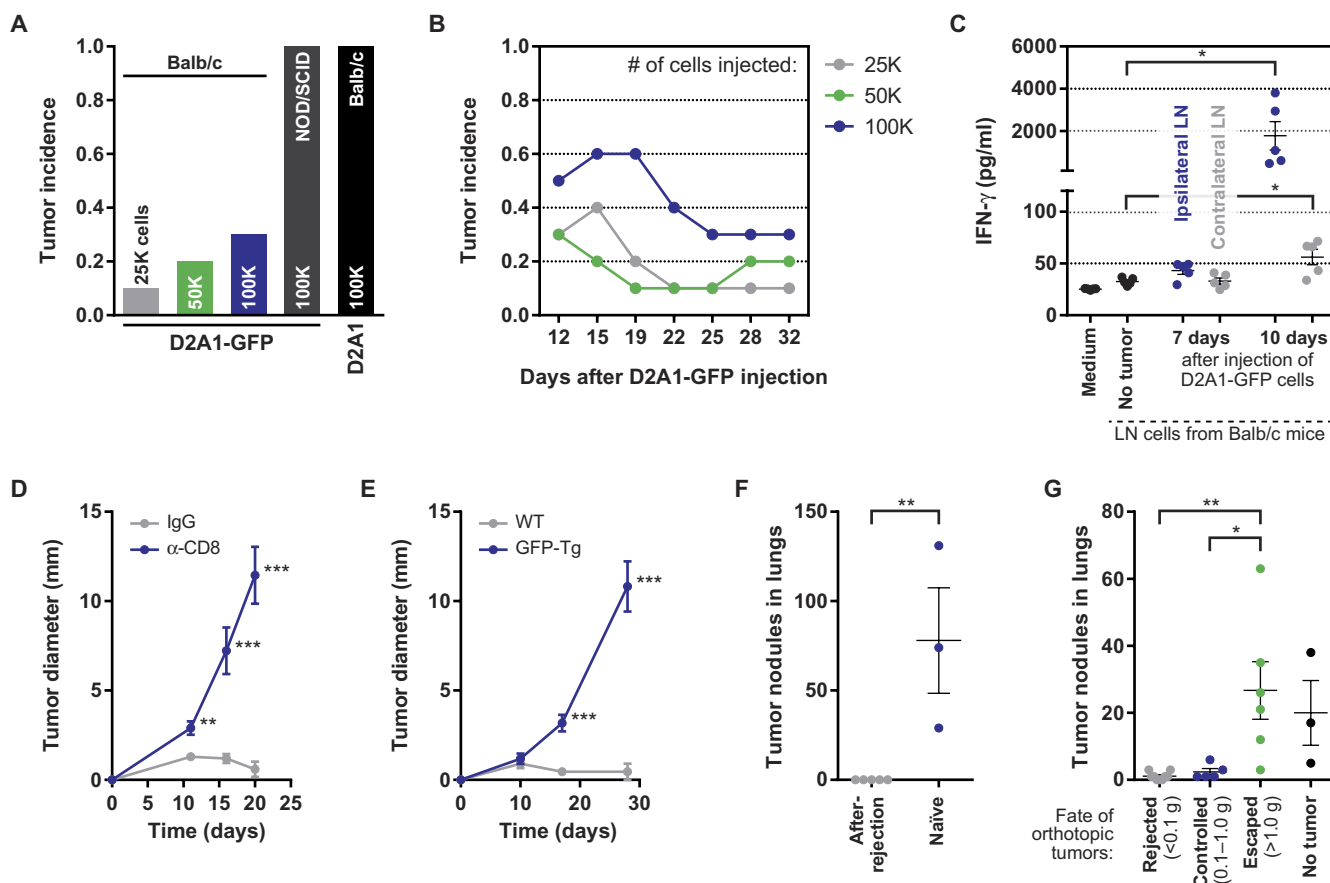 A
Tumor incidence
1.0
0.8
0.6
0.4
0.2
0.0
Balb/c
25K cells
50K
100K
NOD/SCID
100K
Balb/c
100K
D2A1-GFP
D2A1
B
Tumor incidence
1.0
0.8
0.6
0.4
0.2
0.0
# of cells injected:
25K
50K
100K
12 15 19 22 25 28 32
Days after D2A1-GFP injection
C
IFN-γ (pg/ml)
6000
4000
2000
100
50
0
*
*
Ipsilateral LN
Contralateral LN
Medium
No tumor
7 days 10 days
after injection of
D2A1-GFP cells
LN cells from Balb/c mice
D
Tumor diameter (mm)
15
10
5
0
IgG
α-CD8
**
***
***
0 5 10 15 20 25
Time (days)
E
Tumor diameter (mm)
15
10
5
0
WT
GFP-Tg
***
***
0 10 20 30
Time (days)
F
Tumor nodules in lungs
150
100
50
0
**
After-
rejection
Naïve
G
Tumor nodules in lungs
80
60
40
20
0
**
*
Fate of
orthotopic
tumors:
Rejected
(<0.1 g)
Controlled
(0.1–1.0 g)
Escaped
(>1.0 g)
No tumor